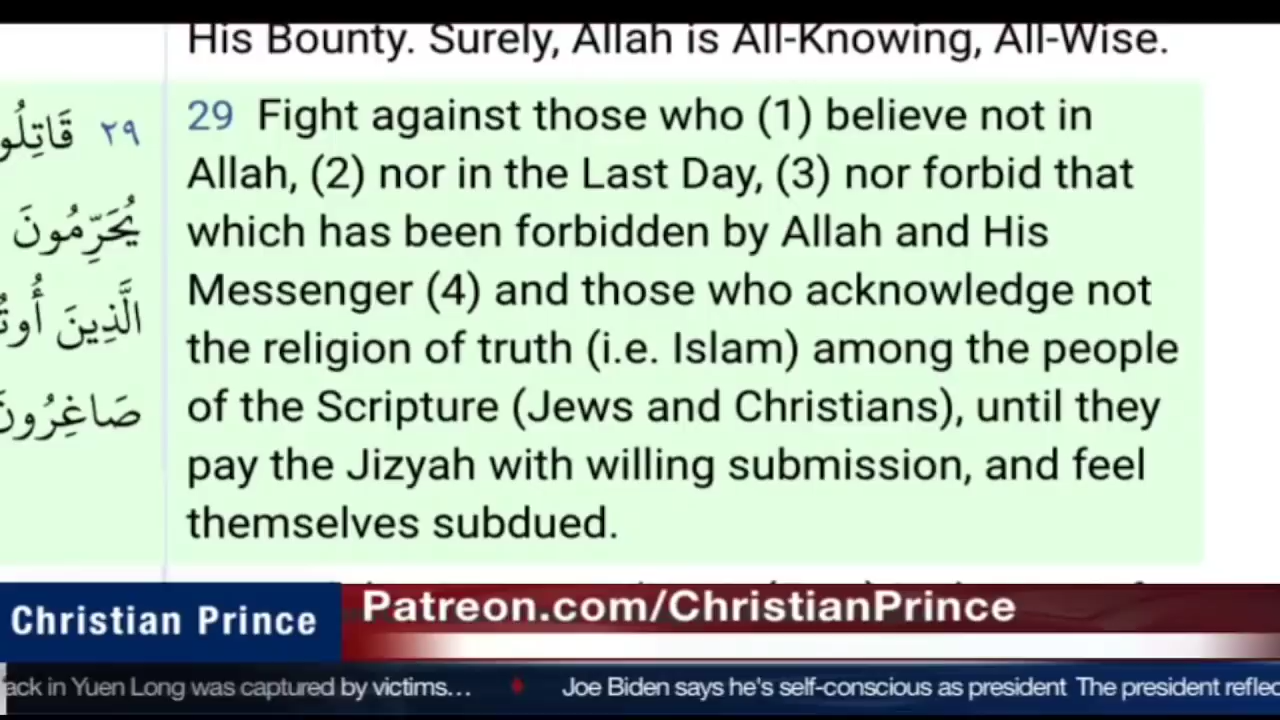 His Bounty. Surely, Allah is All-Knowing, All-Wise.
٢٩
29 Fight against those who (1) believe not in
Allah, (2) nor in the Last Day, (3) nor forbid that
يُحَرِّمُونَ
which has been forbidden by Allah and His
Messenger (4) and those who acknowledge not
الَّذِينَ
the religion of truth (i.e. Islam) among the people
of the Scripture (Jews and Christians), until they
pay the Jizyah with willing submission, and feel
themselves subdued.
Christian Prince
Patreon.com/ChristianPrince
in Yuen Long was captured by victims... Joe Biden says he's self-conscious as president The president